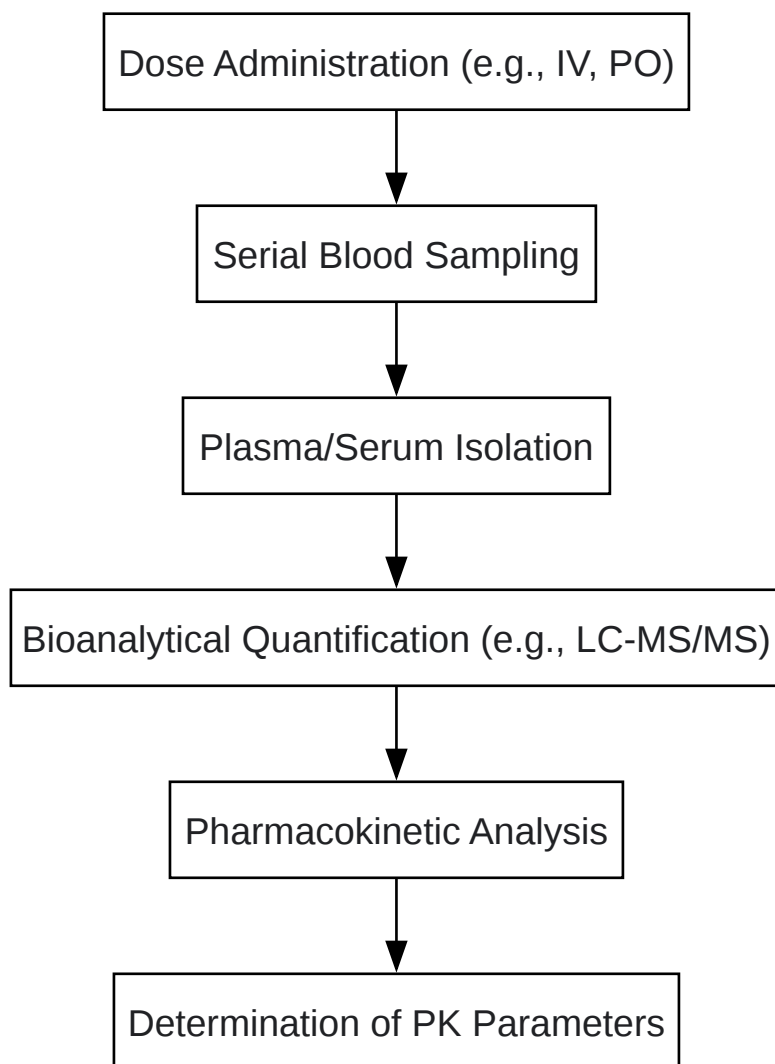 Dose Administration (e.g., IV, PO)
Serial Blood Sampling
Plasma/Serum Isolation
Bioanalytical Quantification (e.g., LC-MS/MS)
Pharmacokinetic Analysis
Determination of PK Parameters